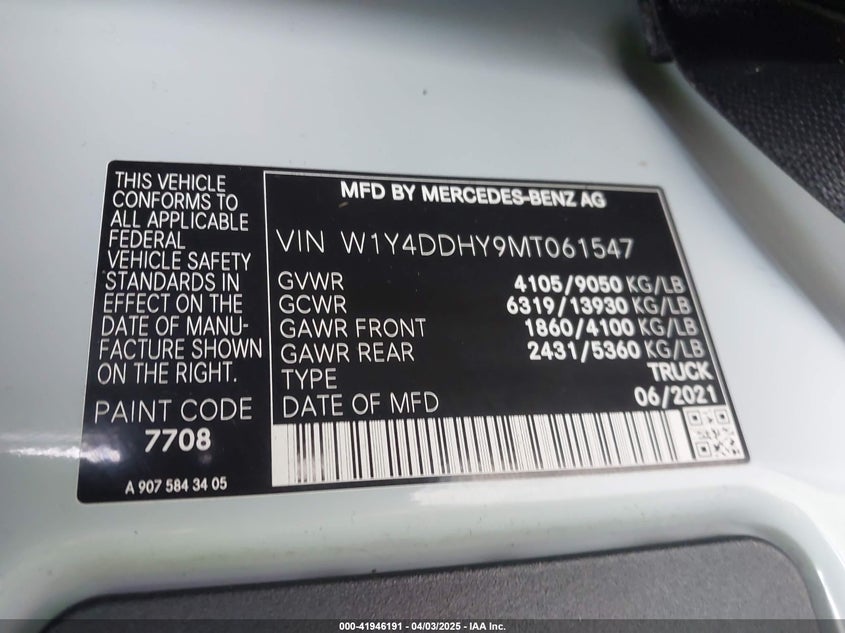 THIS VEHICLE
CONFORMS TO
ALL APPLICABLE
FEDERAL
VEHICLE SAFETY
STANDARDS IN
EFFECT ON THE
DATE OF MANU-
FACTURE SHOWN
ON THE RIGHT.
PAINT CODE
7708
A 907 584 34 05
MFD BY MERCEDES-BENZ AG
VIN W1Y4DDHY9MT061547
GVWR 4105/9050 KG/LB
GCWR 6319/13930 KG/LB
GAWR FRONT 1860/4100 KG/LB
GAWR REAR 2431/5360 KG/LB
TYPE TRUCK
DATE OF MFD 06/2021
000-41946191 - 04/03/2025 - IAA Inc.